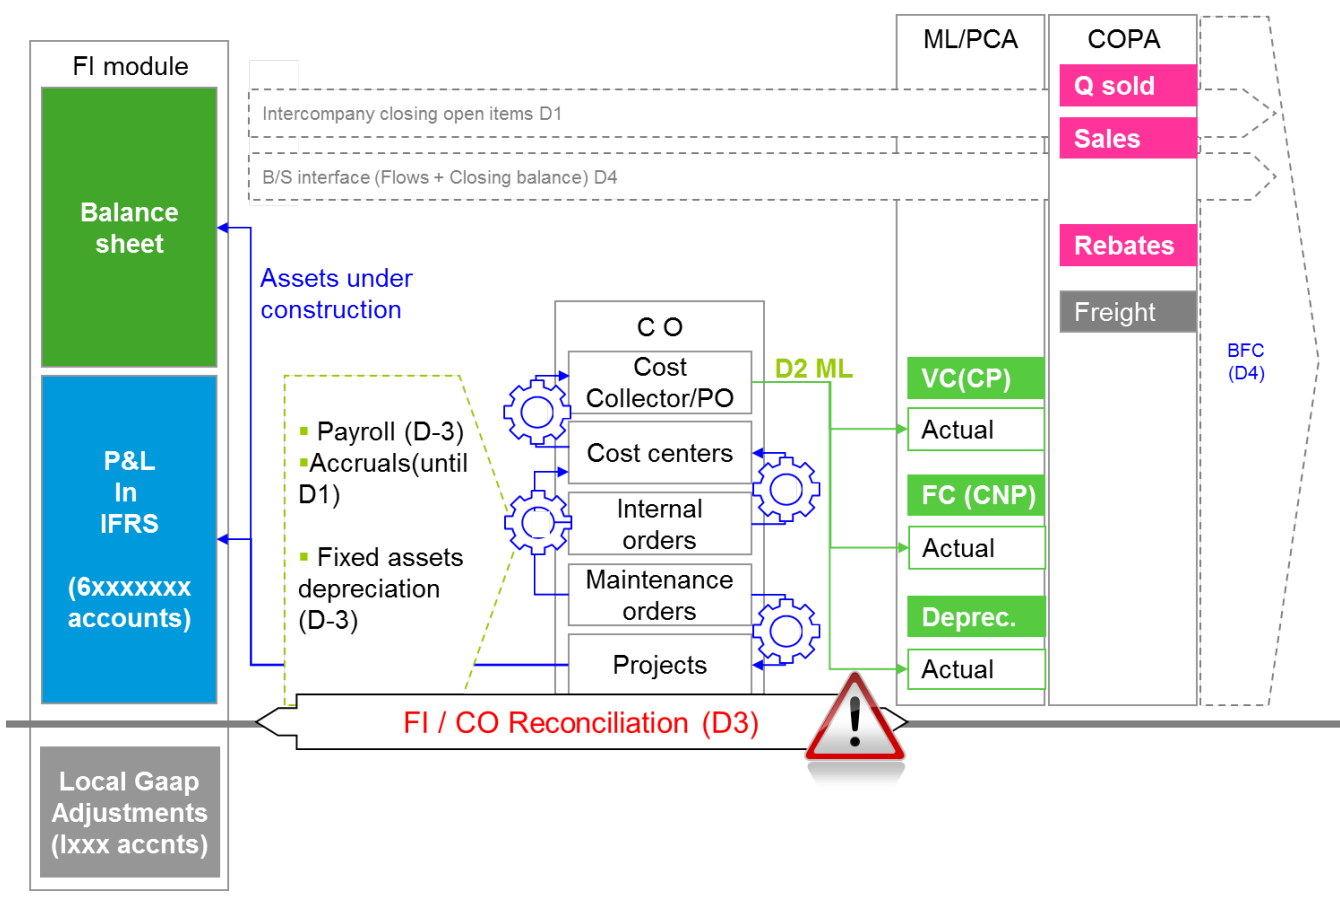 FI module
Balance
sheet
P&L
In
IFRS
(6xxxxxxx
accounts)
Local Gaap
Adjustments
(Ixxx accnts)
Intercompany closing open items D1
B/S interface (Flows + Closing balance) D4
Assets under
construction
▪ Payroll (D-3)
▪Accruals(until
D1)
▪ Fixed assets
depreciation
(D-3)
C O
Cost
Collector/PO
Cost centers
Internal
orders
Maintenance
orders
Projects
D2 ML
FI / CO Reconciliation (D3)
ML/PCA
VC(CP)
Actual
FC (CNP)
Actual
Deprec.
Actual
COPA
Q sold
Sales
Rebates
Freight
BFC
(D4)